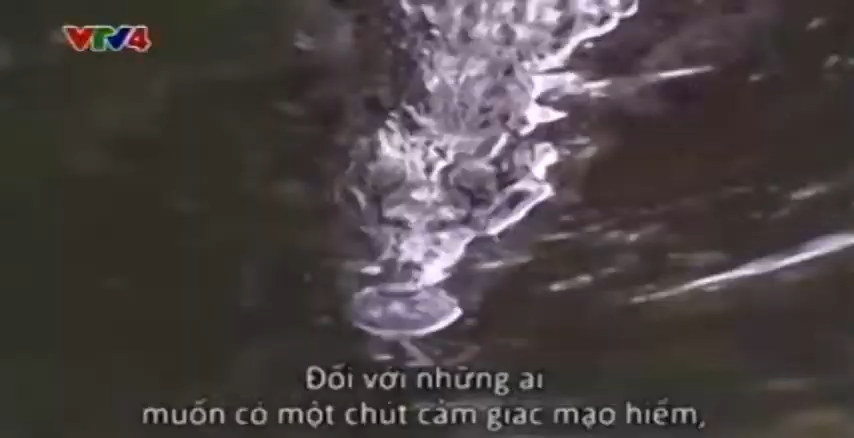 VTV4
Đối với những ai
muốn có một chút cảm giác mạo hiểm,